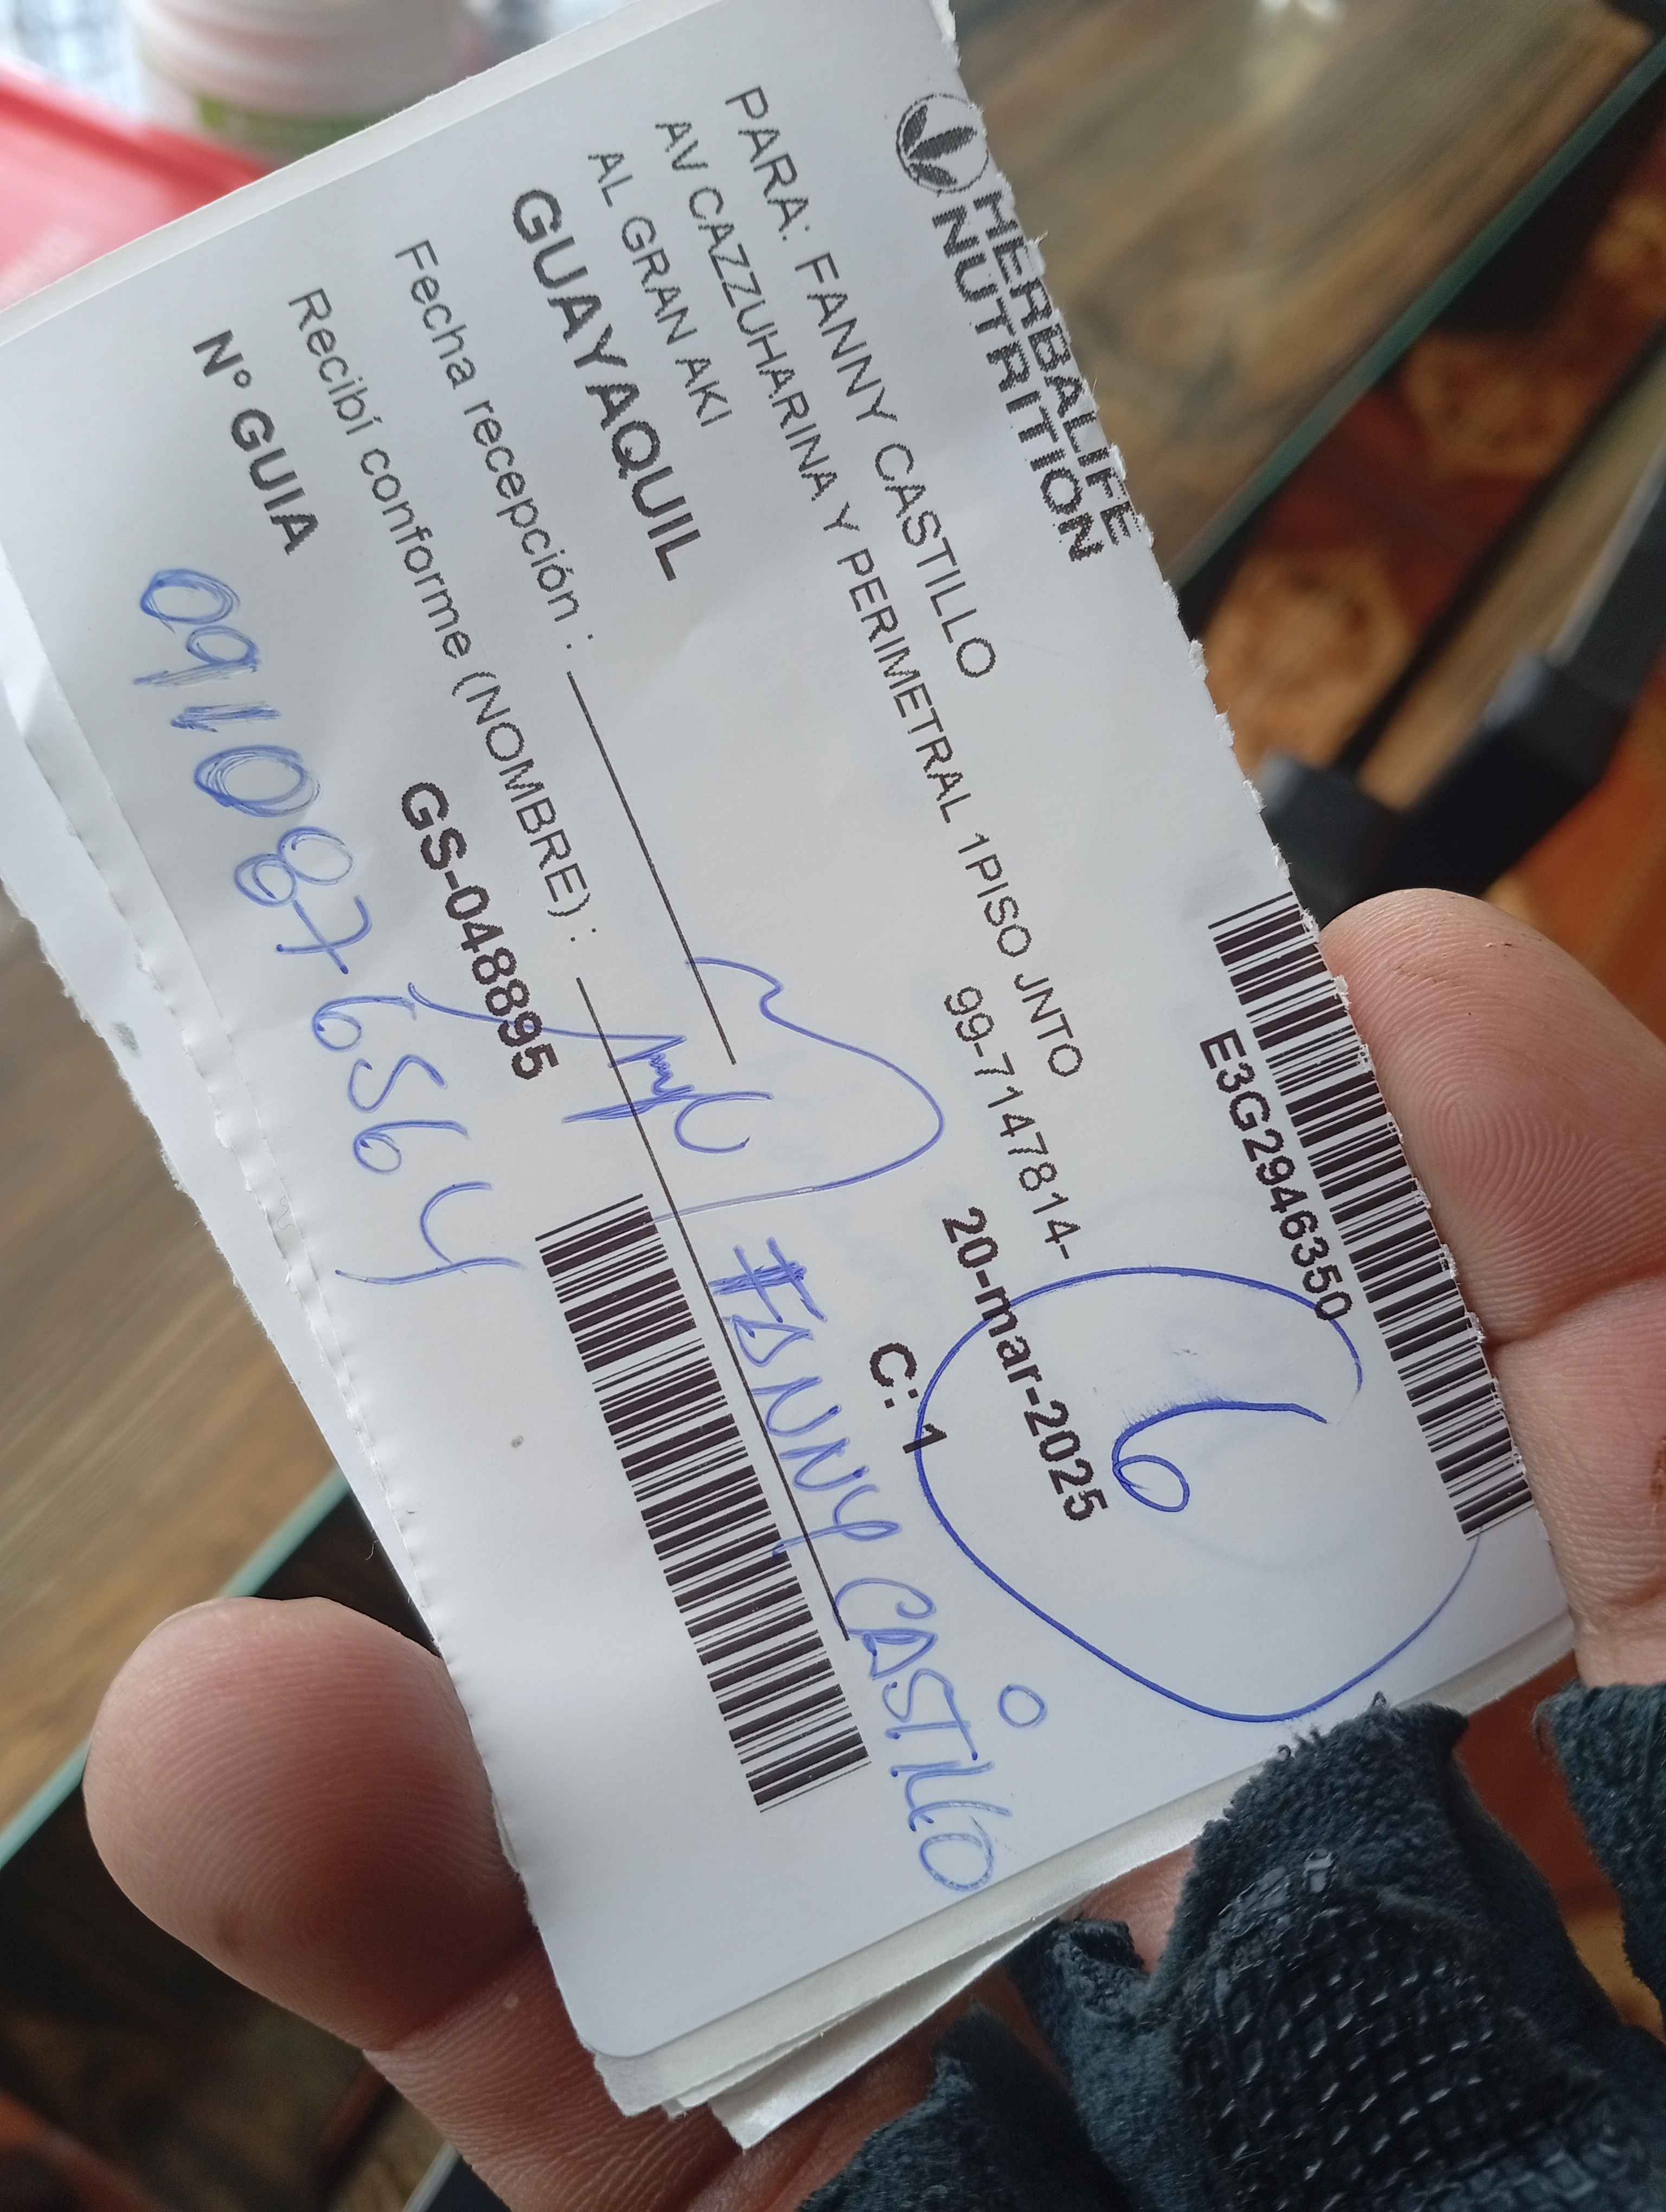 HERBALIFE
NUTRITION
E3G2946350
PARA: FANNY CASTILLO
AV CAZZUHARINA Y PERIMETRAL 1PISO JNTO
AL GRAN AKI
99-7147814-
6
20-mar-2025
GUAYAQUIL
C: 1
Fecha recepción :
Recibí conforme (NOMBRE) :
FANNY CASTILLO
Nº GUIA
GS-048895
0910876564